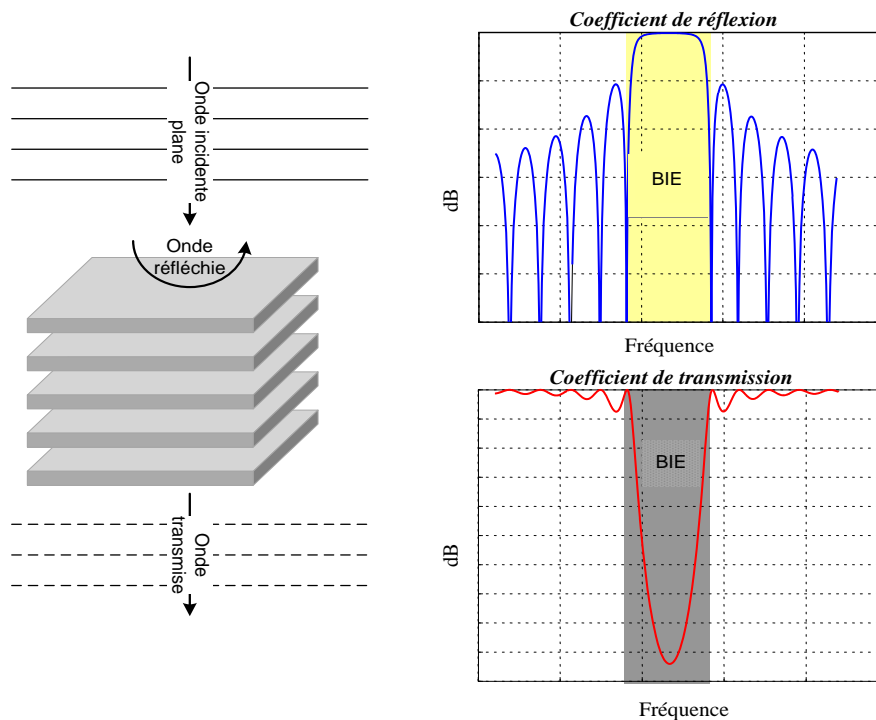 Onde incidente
plane
Onde
réfléchie
Onde
transmise
Coefficient de réflexion
BIE
dB
Fréquence
Coefficient de transmission
BIE
dB
Fréquence